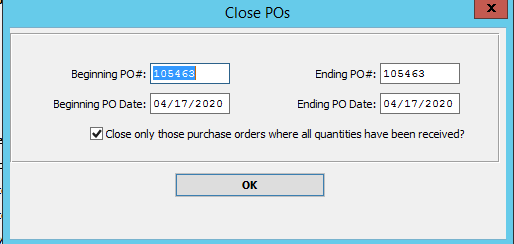 Close POs
x
Beginning PO#: 105463 Ending PO#: 105463
Beginning PO Date: 04/17/2020 Ending PO Date: 04/17/2020
Close only those purchase orders where all quantities have been received?
OK